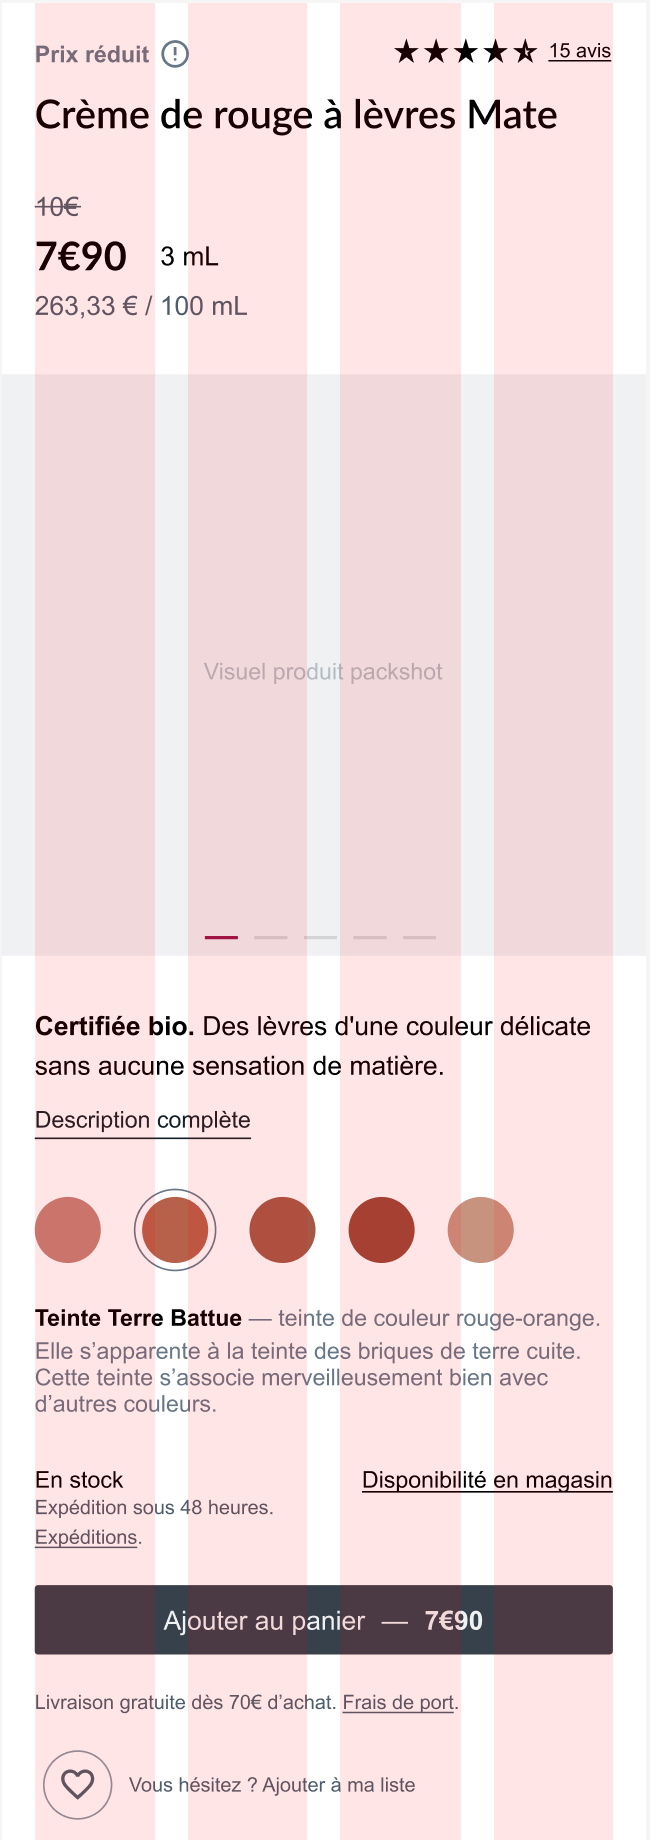 Prix réduit
15 avis
Crème de rouge à lèvres Mate
10€
7€90 3 mL
263,33 € / 100 mL
Visuel produit packshot
Certifiée bio. Des lèvres d'une couleur délicate
sans aucune sensation de matière.
Description complète
Teinte Terre Battue — teinte de couleur rouge-orange.
Elle s’apparente à la teinte des briques de terre cuite.
Cette teinte s’associe merveilleusement bien avec
d’autres couleurs.
En stock
Disponibilité en magasin
Expédition sous 48 heures.
Expéditions.
Ajouter au panier — 7€90
Livraison gratuite dès 70€ d’achat. Frais de port.
Vous hésitez ? Ajouter à ma liste